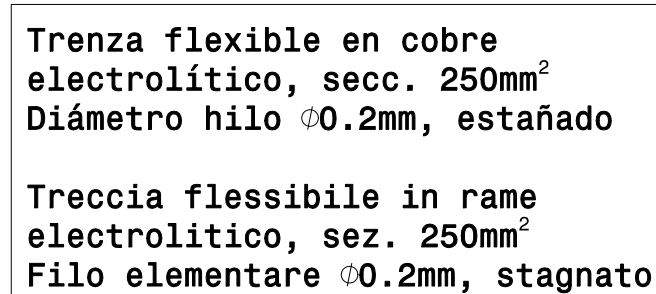 Trenza flexible en cobre
electrolítico, secc. 250mm²
Diámetro hilo ∅0.2mm, estañado
Treccia flessibile in rame
electrolitico, sez. 250mm²
Filo elementare ∅0.2mm, stagnato